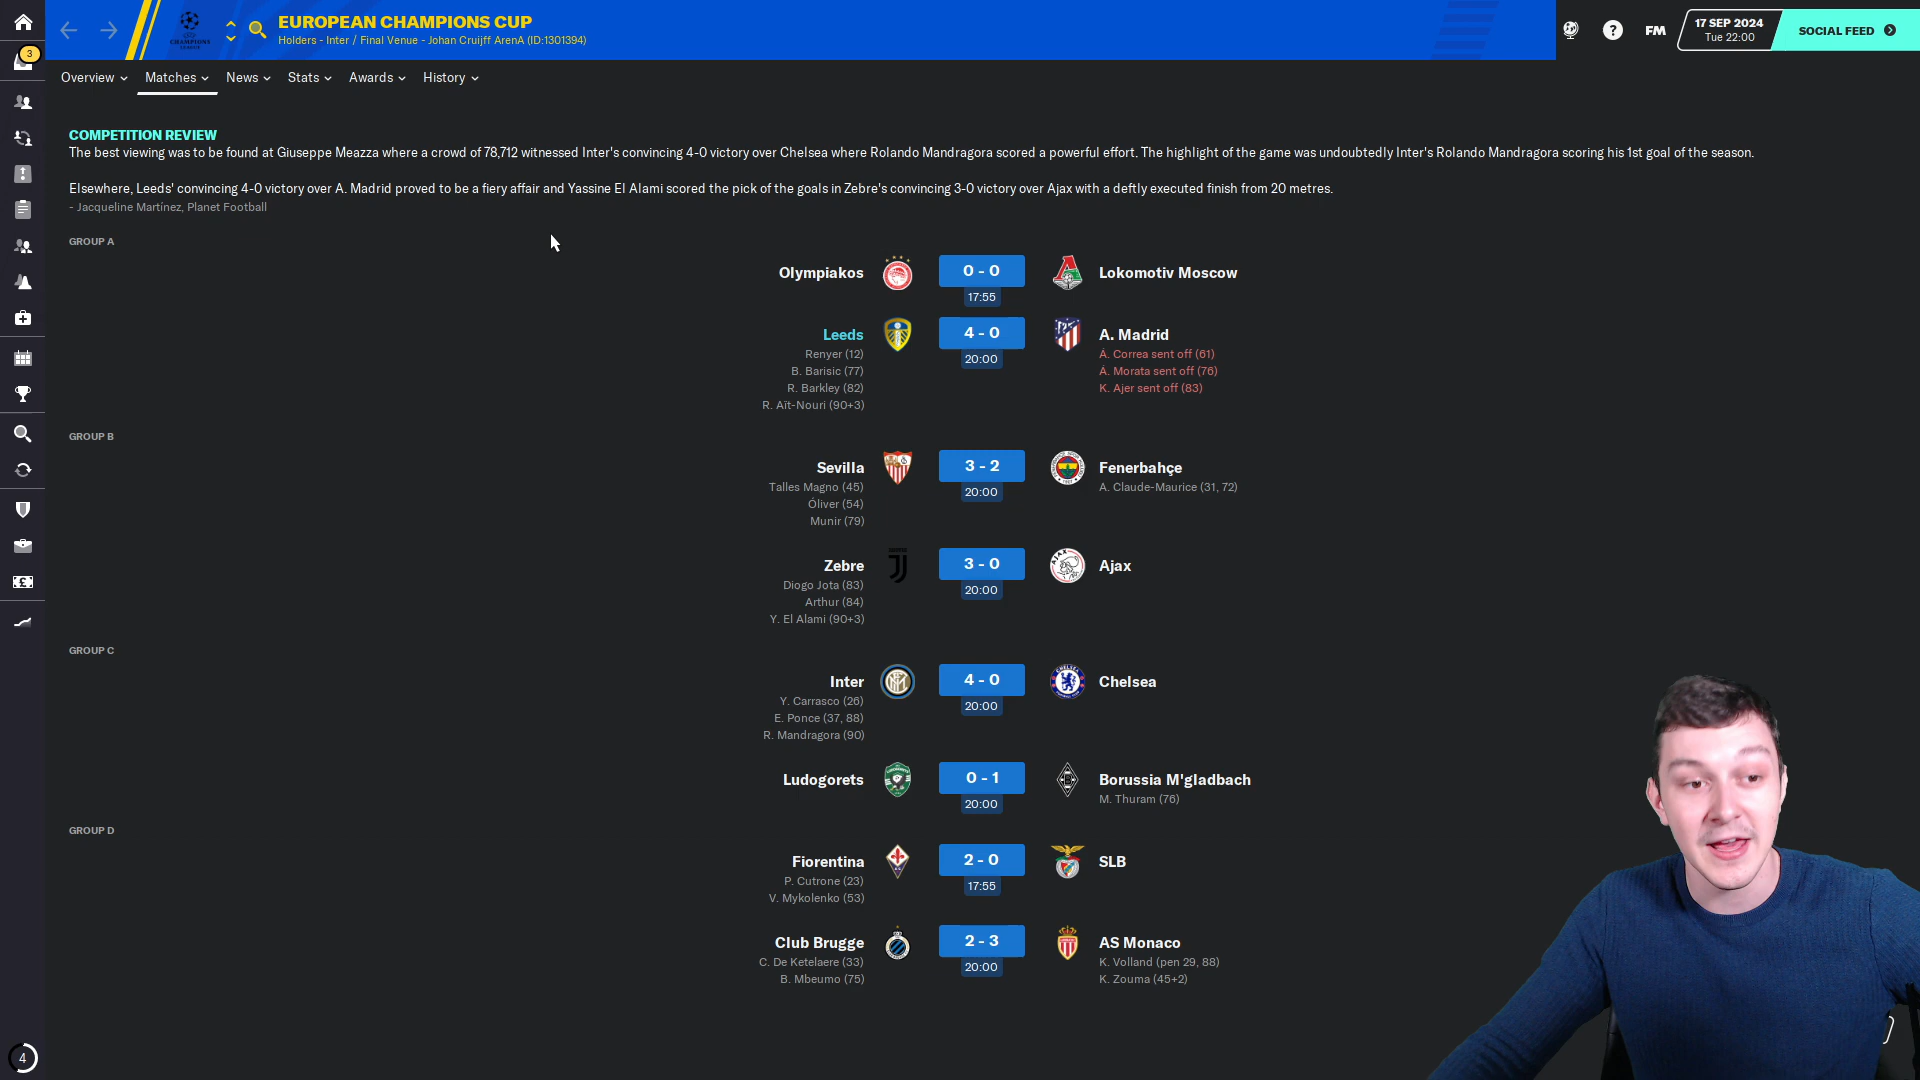 EUROPEAN CHAMPIONS CUP
Holders - Inter / Final Venue - Johan Cruijff ArenA (ID:1301394)
CHAMPIONS
3
FM
17 SEP 2024
Tue 22:00
SOCIAL FEED
Overview
Matches
News
Stats
Awards
History
COMPETITION REVIEW
The best viewing was to be found at Giuseppe Meazza where a crowd of 78,712 witnessed Inter's convincing 4-0 victory over Chelsea where Rolando Mandragora scored a powerful effort. The highlight of the game was undoubtedly Inter's Rolando Mandragora scoring his 1st goal of the season.
Elsewhere, Leeds' convincing 4-0 victory over A. Madrid proved to be a fiery affair and Yassine El Alami scored the pick of the goals in Zebre's convincing 3-0 victory over Ajax with a deftly executed finish from 20 metres.
- Jacqueline Martínez, Planet Football
GROUP A
Olympiakos 0 - 0 Lokomotiv Moscow
17:55
Leeds 4 - 0 A. Madrid
Renyer (12) 20:00 Á. Correa sent off (61)
B. Barisic (77) Á. Morata sent off (76)
R. Barkley (82) K. Ajer sent off (83)
R. Aït-Nouri (90+3)
GROUP B
Sevilla 3 - 2 Fenerbahçe
Talles Magno (45) 20:00 A. Claude-Maurice (31, 72)
Óliver (54)
Munir (79)
Zebre 3 - 0 Ajax
Diogo Jota (83) 20:00
Arthur (84)
Y. El Alami (90+3)
GROUP C
Inter 4 - 0 Chelsea
Y. Carrasco (26) 20:00
E. Ponce (37, 88)
R. Mandragora (90)
Ludogorets 0 - 1 Borussia M'gladbach
20:00 M. Thuram (76)
GROUP D
Fiorentina 2 - 0 SLB
P. Cutrone (23) 17:55
V. Mykolenko (53)
Club Brugge 2 - 3 AS Monaco
C. De Ketelaere (33) 20:00 K. Volland (pen 29, 88)
B. Mbeumo (75) K. Zouma (45+2)
4